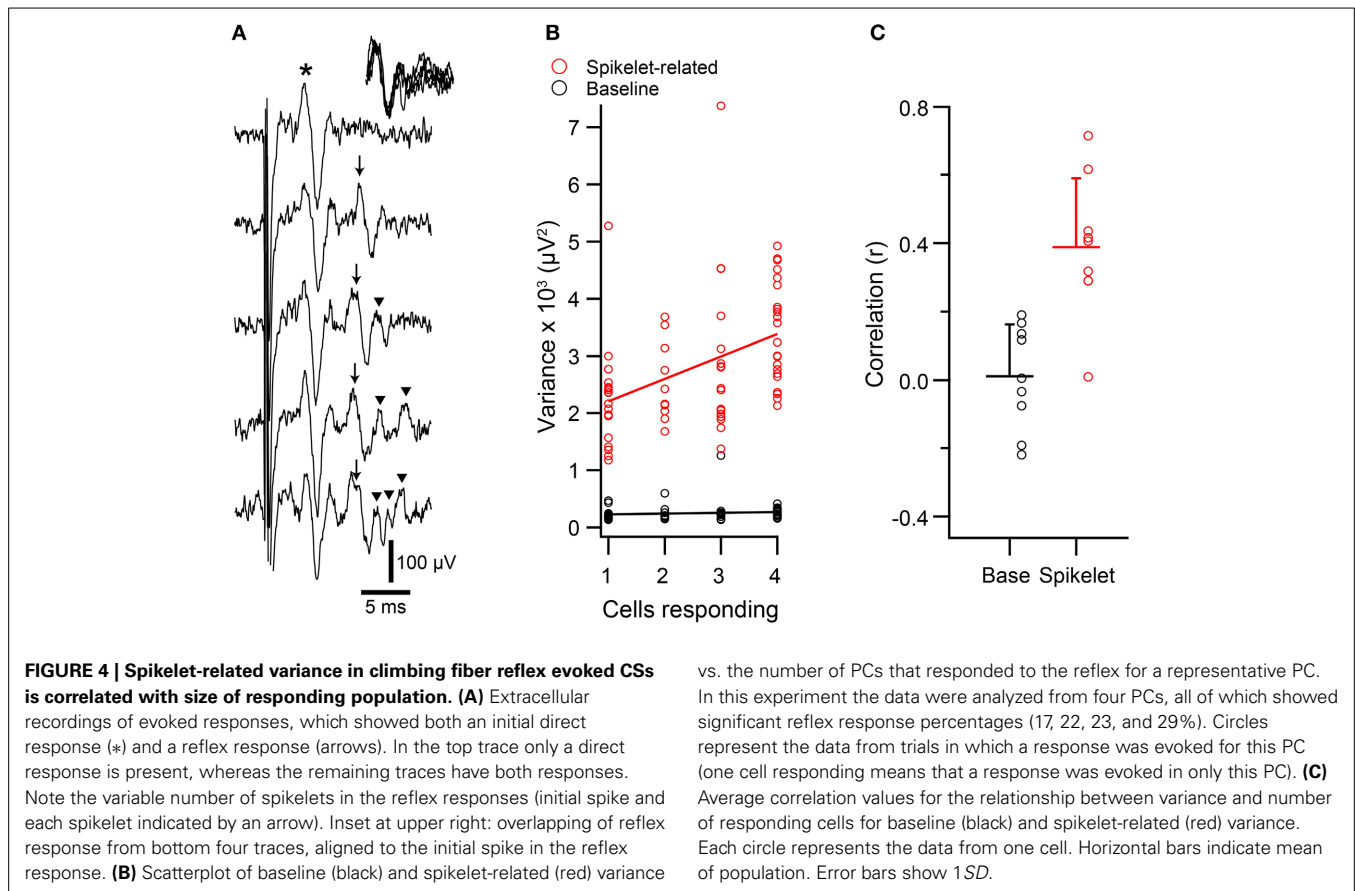 A
*
100 µV
5 ms
B
Spikelet-related
Baseline
7
6
5
4
3
2
1
0
Variance x 10³ (µV²)
1 2 3 4
Cells responding
C
0.8
0.4
0.0
-0.4
Correlation (r)
Base Spikelet
FIGURE 4 | Spikelet-related variance in climbing fiber reflex evoked CSs
is correlated with size of responding population. (A) Extracellular
recordings of evoked responses, which showed both an initial direct
response (*) and a reflex response (arrows). In the top trace only a direct
response is present, whereas the remaining traces have both responses.
Note the variable number of spikelets in the reflex responses (initial spike and
each spikelet indicated by an arrow). Inset at upper right: overlapping of reflex
response from bottom four traces, aligned to the initial spike in the reflex
response. (B) Scatterplot of baseline (black) and spikelet-related (red) variance
vs. the number of PCs that responded to the reflex for a representative PC.
In this experiment the data were analyzed from four PCs, all of which showed
significant reflex response percentages (17, 22, 23, and 29%). Circles
represent the data from trials in which a response was evoked for this PC
(one cell responding means that a response was evoked in only this PC). (C)
Average correlation values for the relationship between variance and number
of responding cells for baseline (black) and spikelet-related (red) variance.
Each circle represents the data from one cell. Horizontal bars indicate mean
of population. Error bars show 1SD.